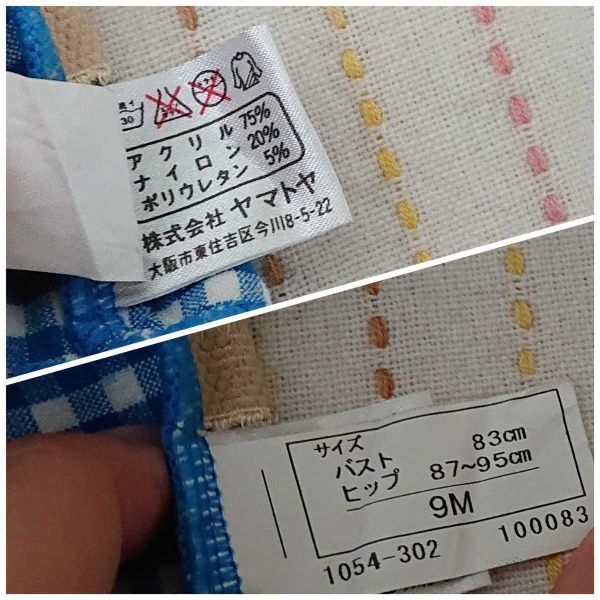 30
アクリル 75%
ナイロン 20%
ポリウレタン 5%
株式会社 ヤマトヤ
大阪市東住吉区今川8-5-22
サイズ
バスト 83cm
ヒップ 87~95cm
9M
1054-302 100083